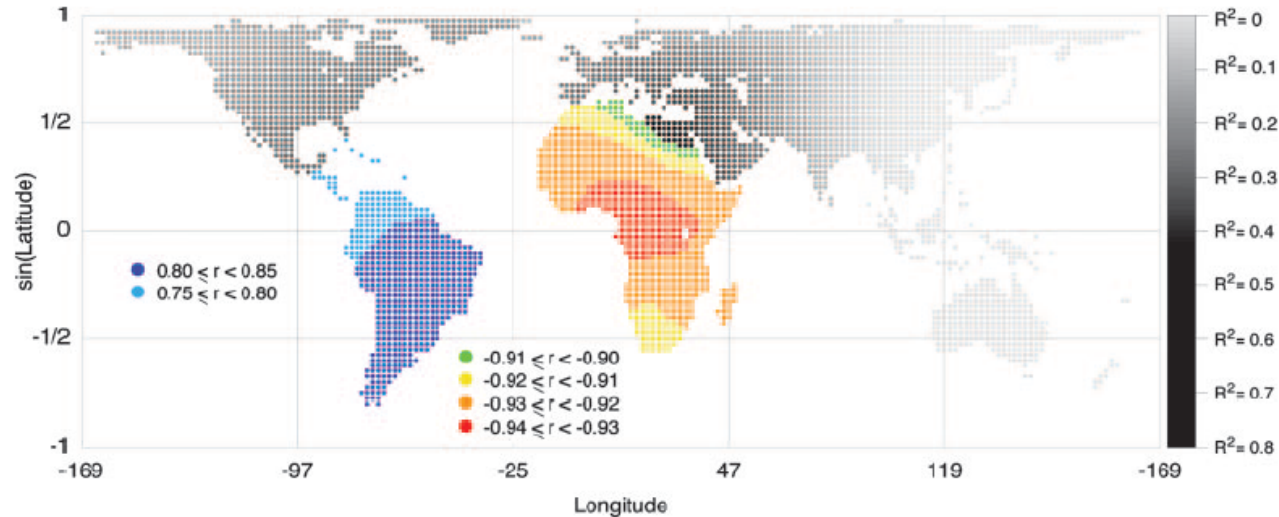 1
1/2
0
-1/2
-1
sin(Latitude)
-169
-97
-25
47
119
-169
Longitude
0.80 ≤ r < 0.85
0.75 ≤ r < 0.80
-0.91 ≤ r < -0.90
-0.92 ≤ r < -0.91
-0.93 ≤ r < -0.92
-0.94 ≤ r < -0.93
R²= 0
R²= 0.1
R²= 0.2
R²= 0.3
R²= 0.4
R²= 0.5
R²= 0.6
R²= 0.7
R²= 0.8